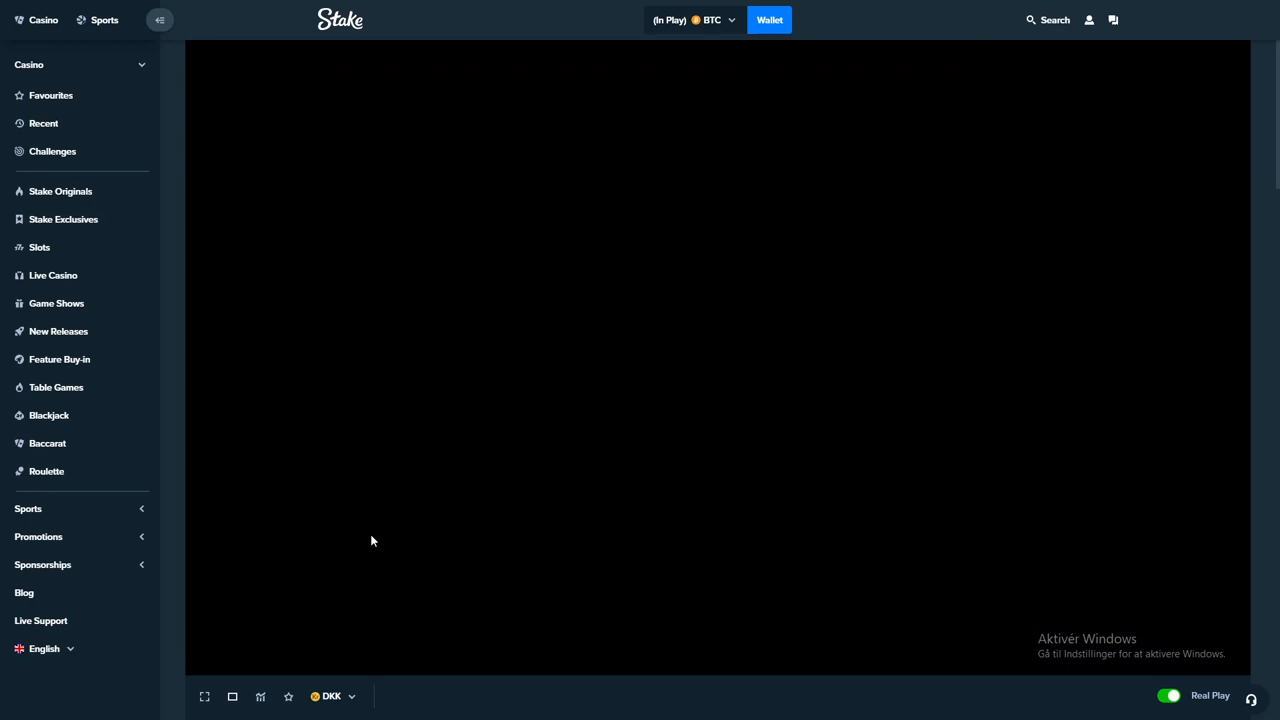 Casino
Sports
Stake
(In Play) BTC
Wallet
Search
Casino
Favourites
Recent
Challenges
Stake Originals
Stake Exclusives
Slots
Live Casino
Game Shows
New Releases
Feature Buy-in
Table Games
Blackjack
Baccarat
Roulette
Sports
Promotions
Sponsorships
Blog
Live Support
English
Aktivér Windows
Gå til Indstillinger for at aktivere Windows.
DKK
Real Play